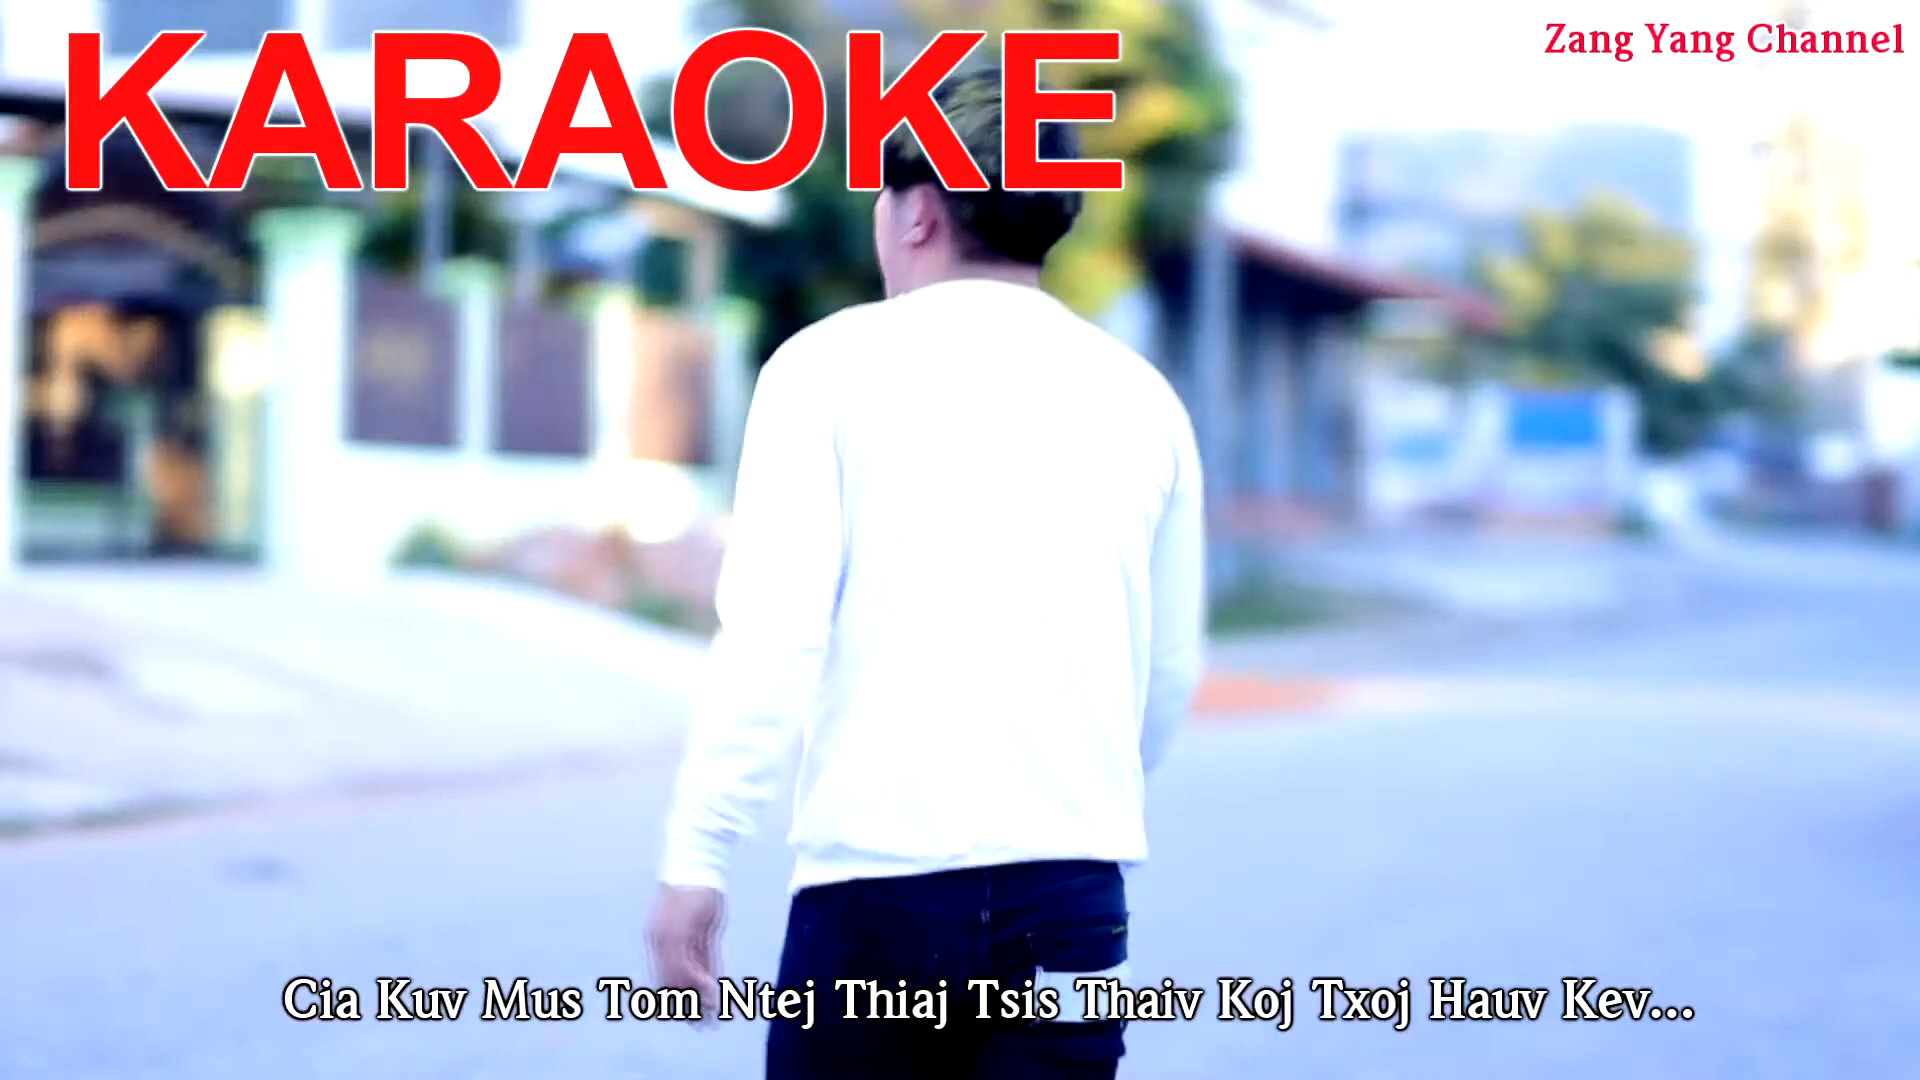 KARAOKE
Zang Yang Channel
Cia Kuv Mus Tom Ntej Thiaj Tsis Thaiv Koj Txoj Hauv Kev...